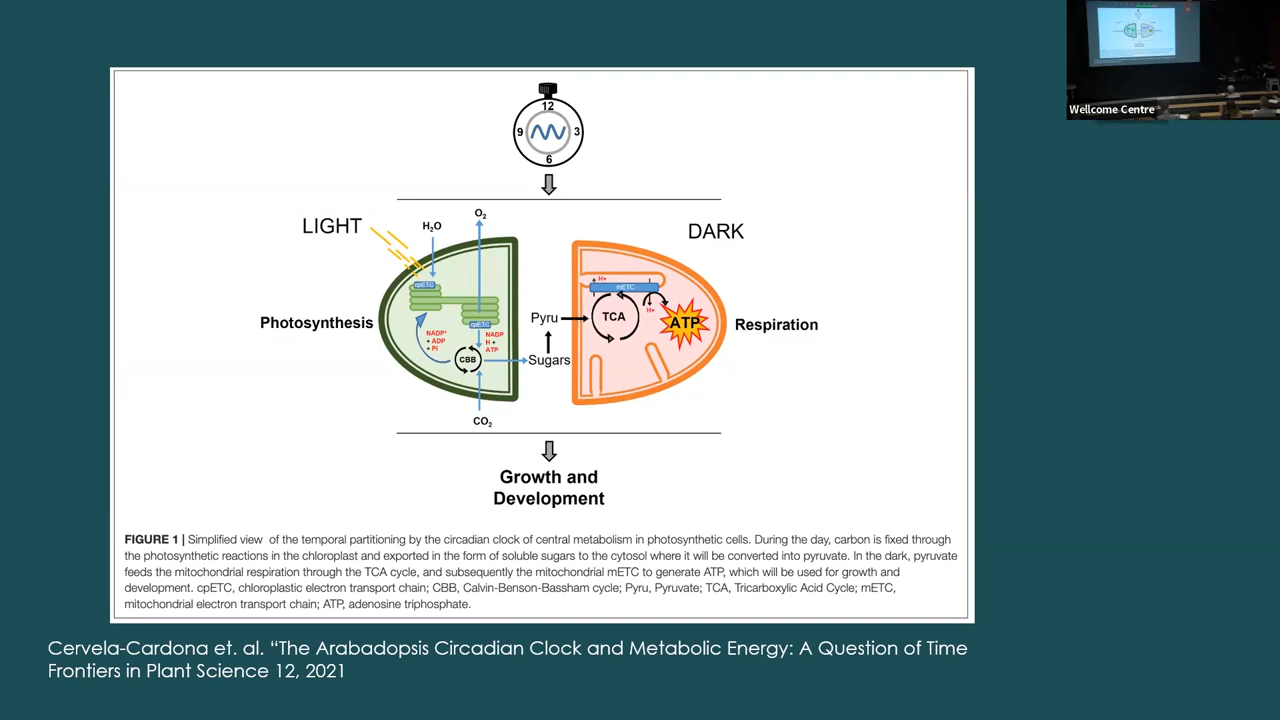 Wellcome Centre
12
9
3
6
LIGHT
H₂O
O₂
DARK
cpETC
H+
mETC
Photosynthesis
NADP⁺
+ ADP
+ Pi
cpETC
NADP
H +
ATP
CBB
Pyru
Sugars
TCA
H+
ATP
Respiration
CO₂
Growth and
Development
FIGURE 1 | Simplified view of the temporal partitioning by the circadian clock of central metabolism in photosynthetic cells. During the day, carbon is fixed through
the photosynthetic reactions in the chloroplast and exported in the form of soluble sugars to the cytosol where it will be converted into pyruvate. In the dark, pyruvate
feeds the mitochondrial respiration through the TCA cycle, and subsequently the mitochondrial mETC to generate ATP, which will be used for growth and
development. cpETC, chloroplastic electron transport chain; CBB, Calvin-Benson-Bassham cycle; Pyru, Pyruvate; TCA, Tricarboxylic Acid Cycle; mETC,
mitochondrial electron transport chain; ATP, adenosine triphosphate.
Cervela-Cardona et. al. “The Arabadopsis Circadian Clock and Metabolic Energy: A Question of Time
Frontiers in Plant Science 12, 2021